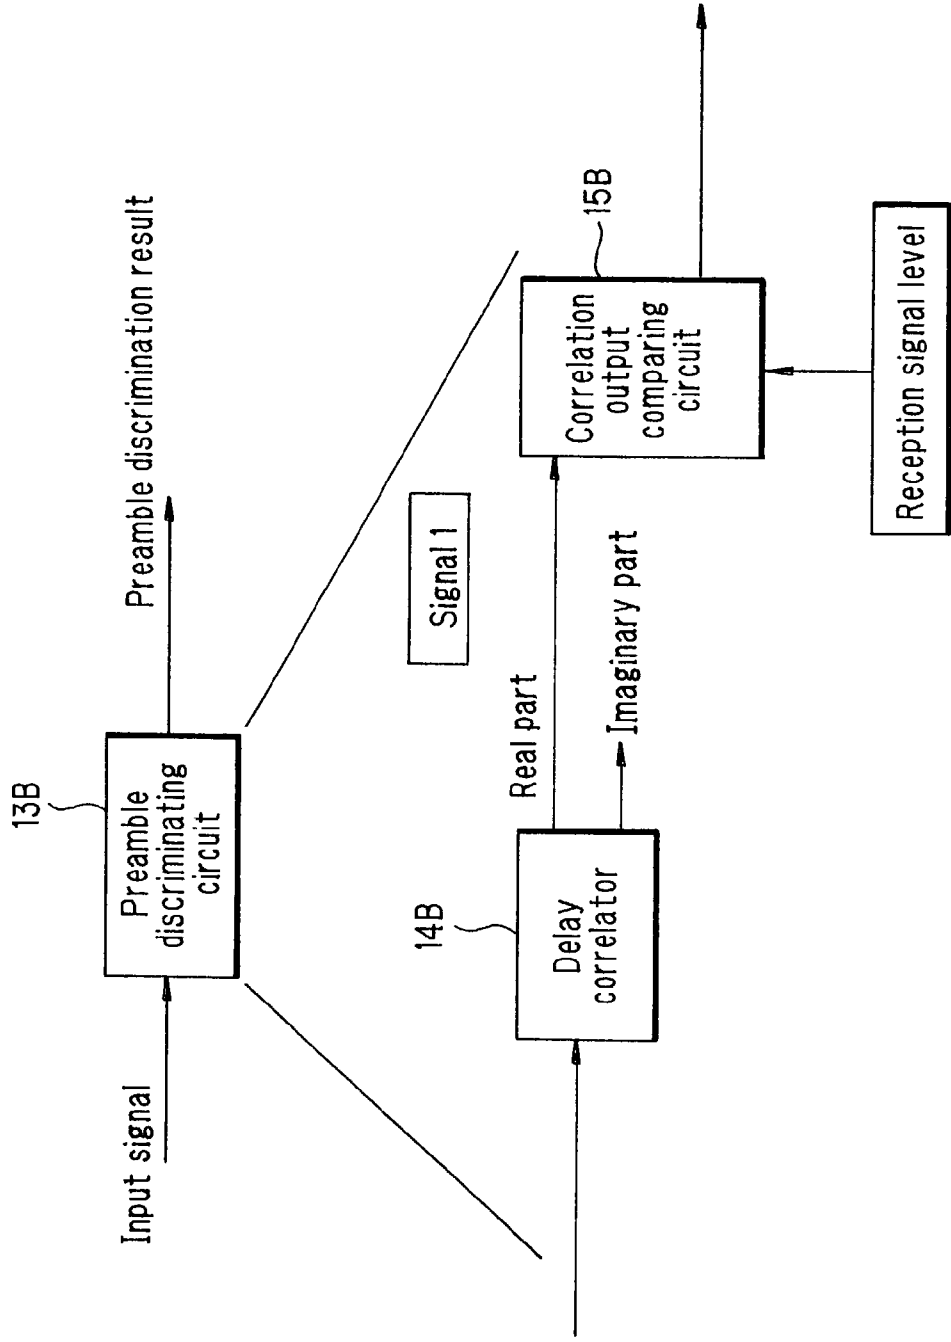 13B
Input signal
Preamble
discriminating
circuit
Preamble discrimination result
Signal 1
14B
Delay
correlator
Real part
Imaginary part
15B
Correlation
output
comparing
circuit
Reception signal level